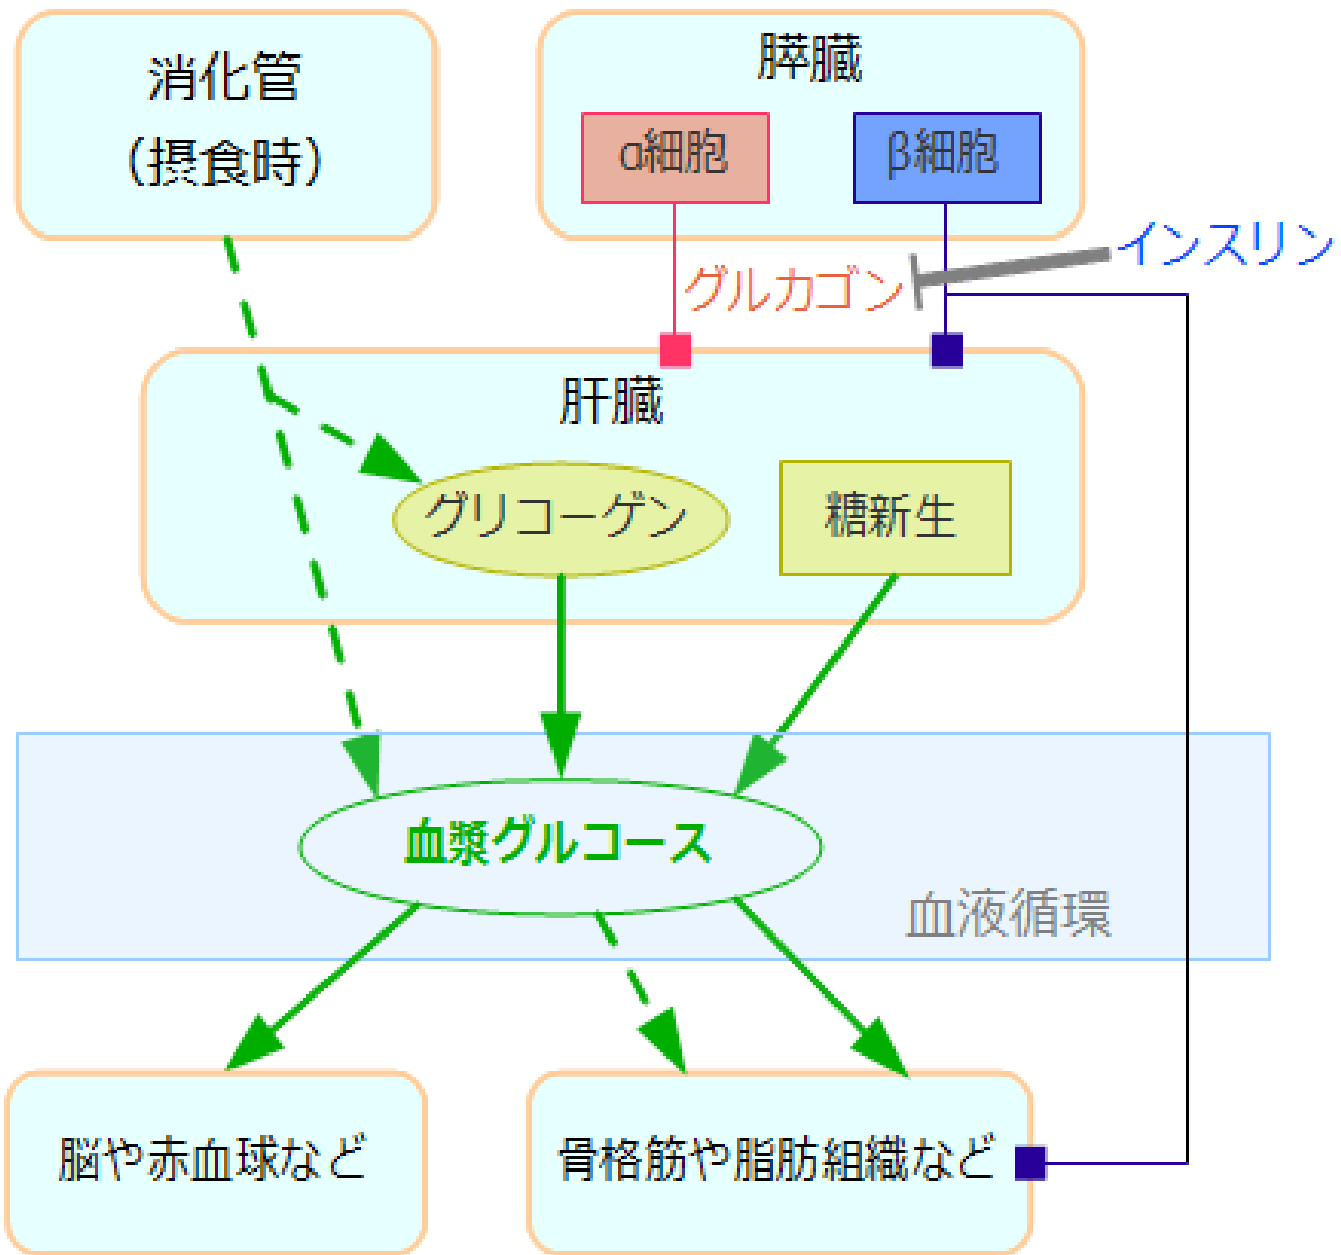 消化管
（摂食時）
膵臓
α細胞
β細胞
インスリン
グルカゴン
肝臓
グリコーゲン
糖新生
血漿グルコース
血液循環
脳や赤血球など
骨格筋や脂肪組織など